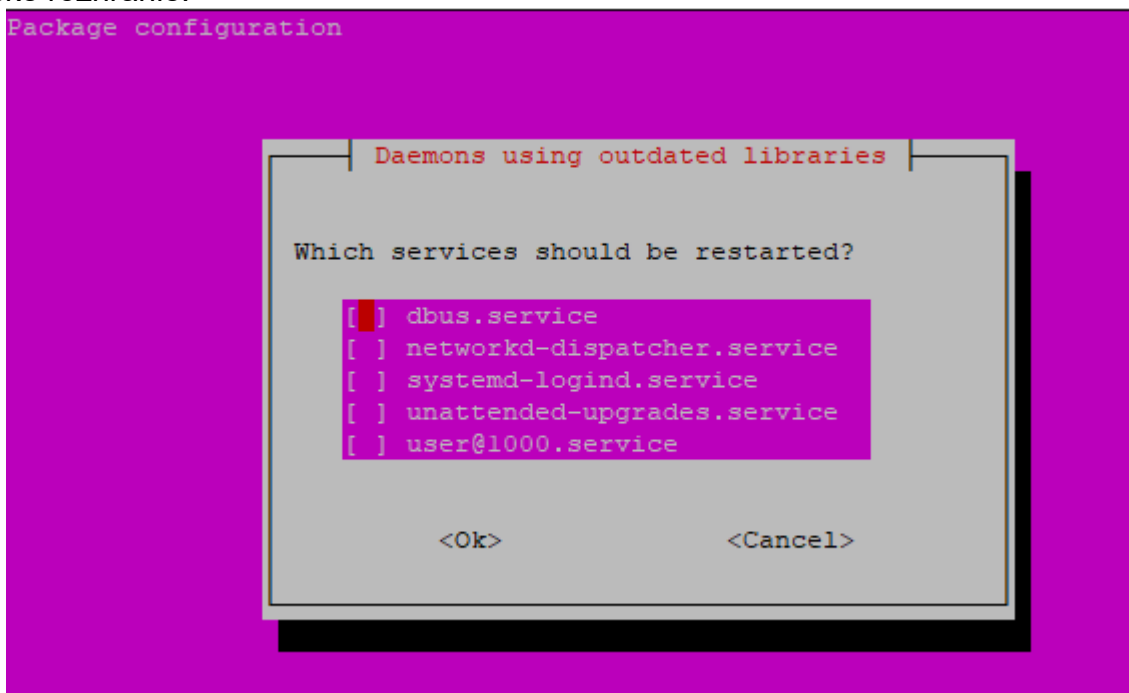 Package configuration
Daemons using outdated libraries
Which services should be restarted?
[ ] dbus.service
[ ] networkd-dispatcher.service
[ ] systemd-logind.service
[ ] unattended-upgrades.service
[ ] user@1000.service
<Ok> <Cancel>